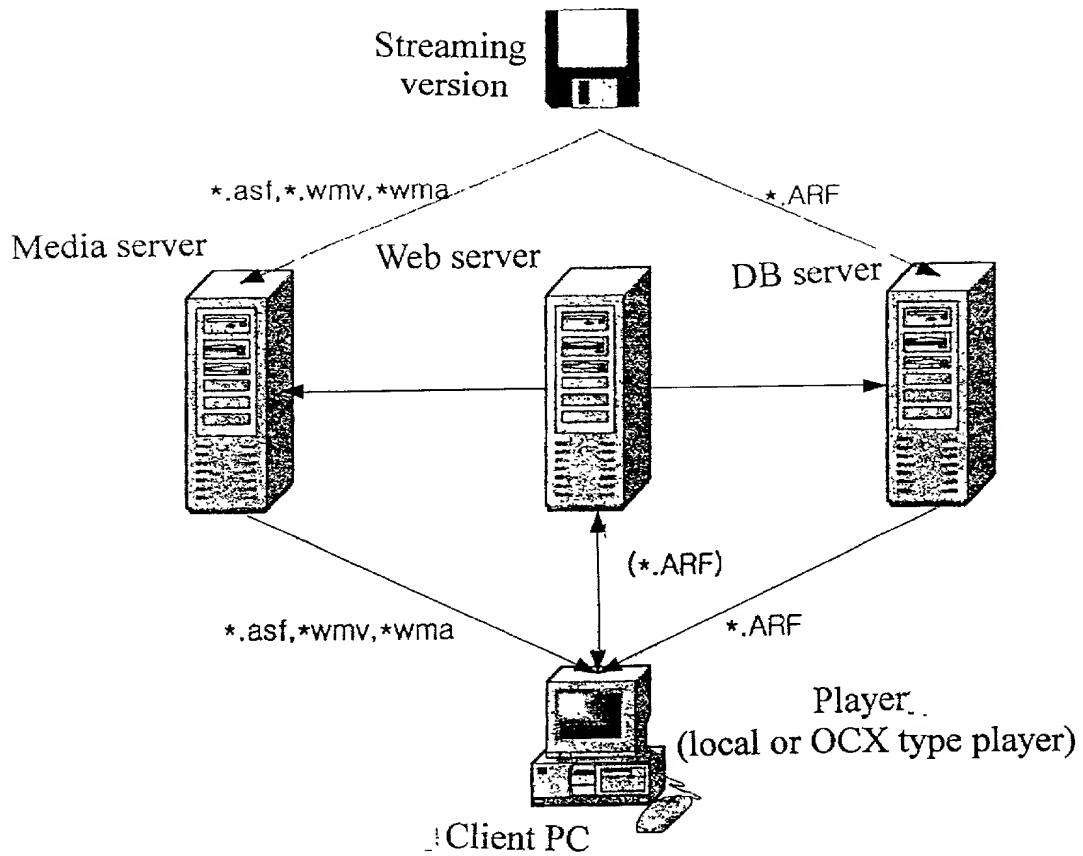 Streaming
version
*.asf,*.wmv,*wma
*.ARF
Media server
Web server
DB server
(*.ARF)
*.asf,*wmv,*wma
*.ARF
Player
(local or OCX type player)
Client PC